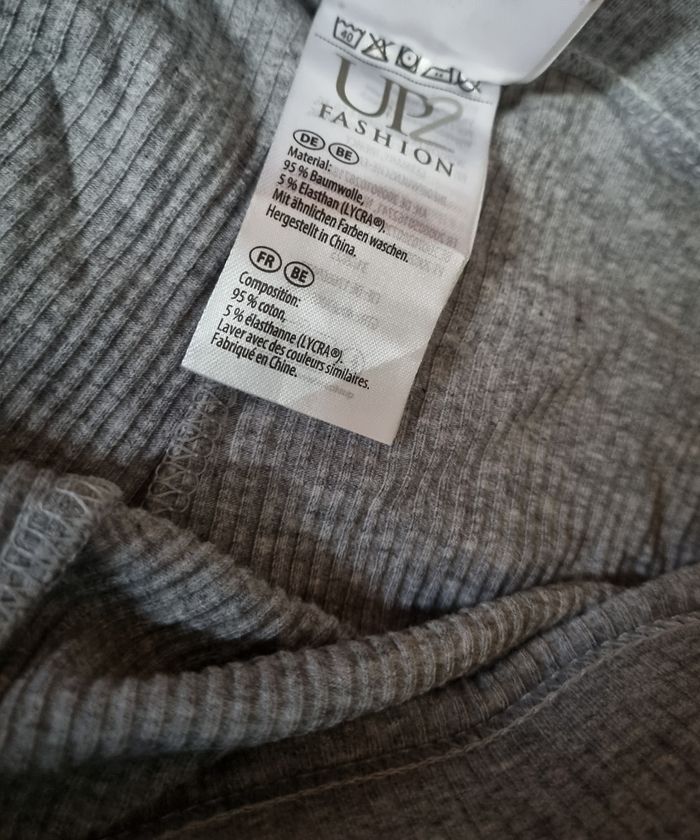 40
UP2
FASHION
DE BE
Material:
95 % Baumwolle,
5 % Elasthan (LYCRA®).
Mit ähnlichen Farben waschen.
Hergestellt in China.
FR BE
Composition:
95 % coton,
5 % élasthanne (LYCRA®).
Laver avec des couleurs similaires.
Fabriqué en Chine.